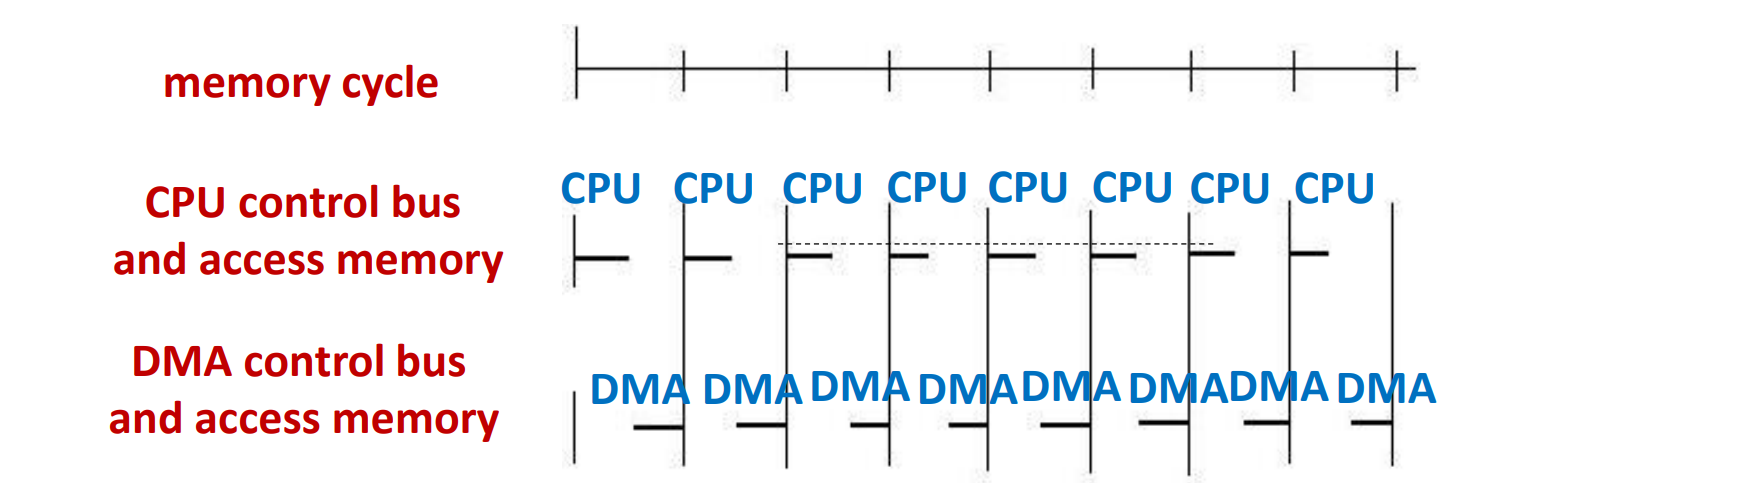 memory cycle
CPU CPU CPU CPU CPU CPU CPU CPU
CPU control bus
and access memory
DMA control bus
DMA DMA DMA DMA DMA DMA DMA DMA
and access memory